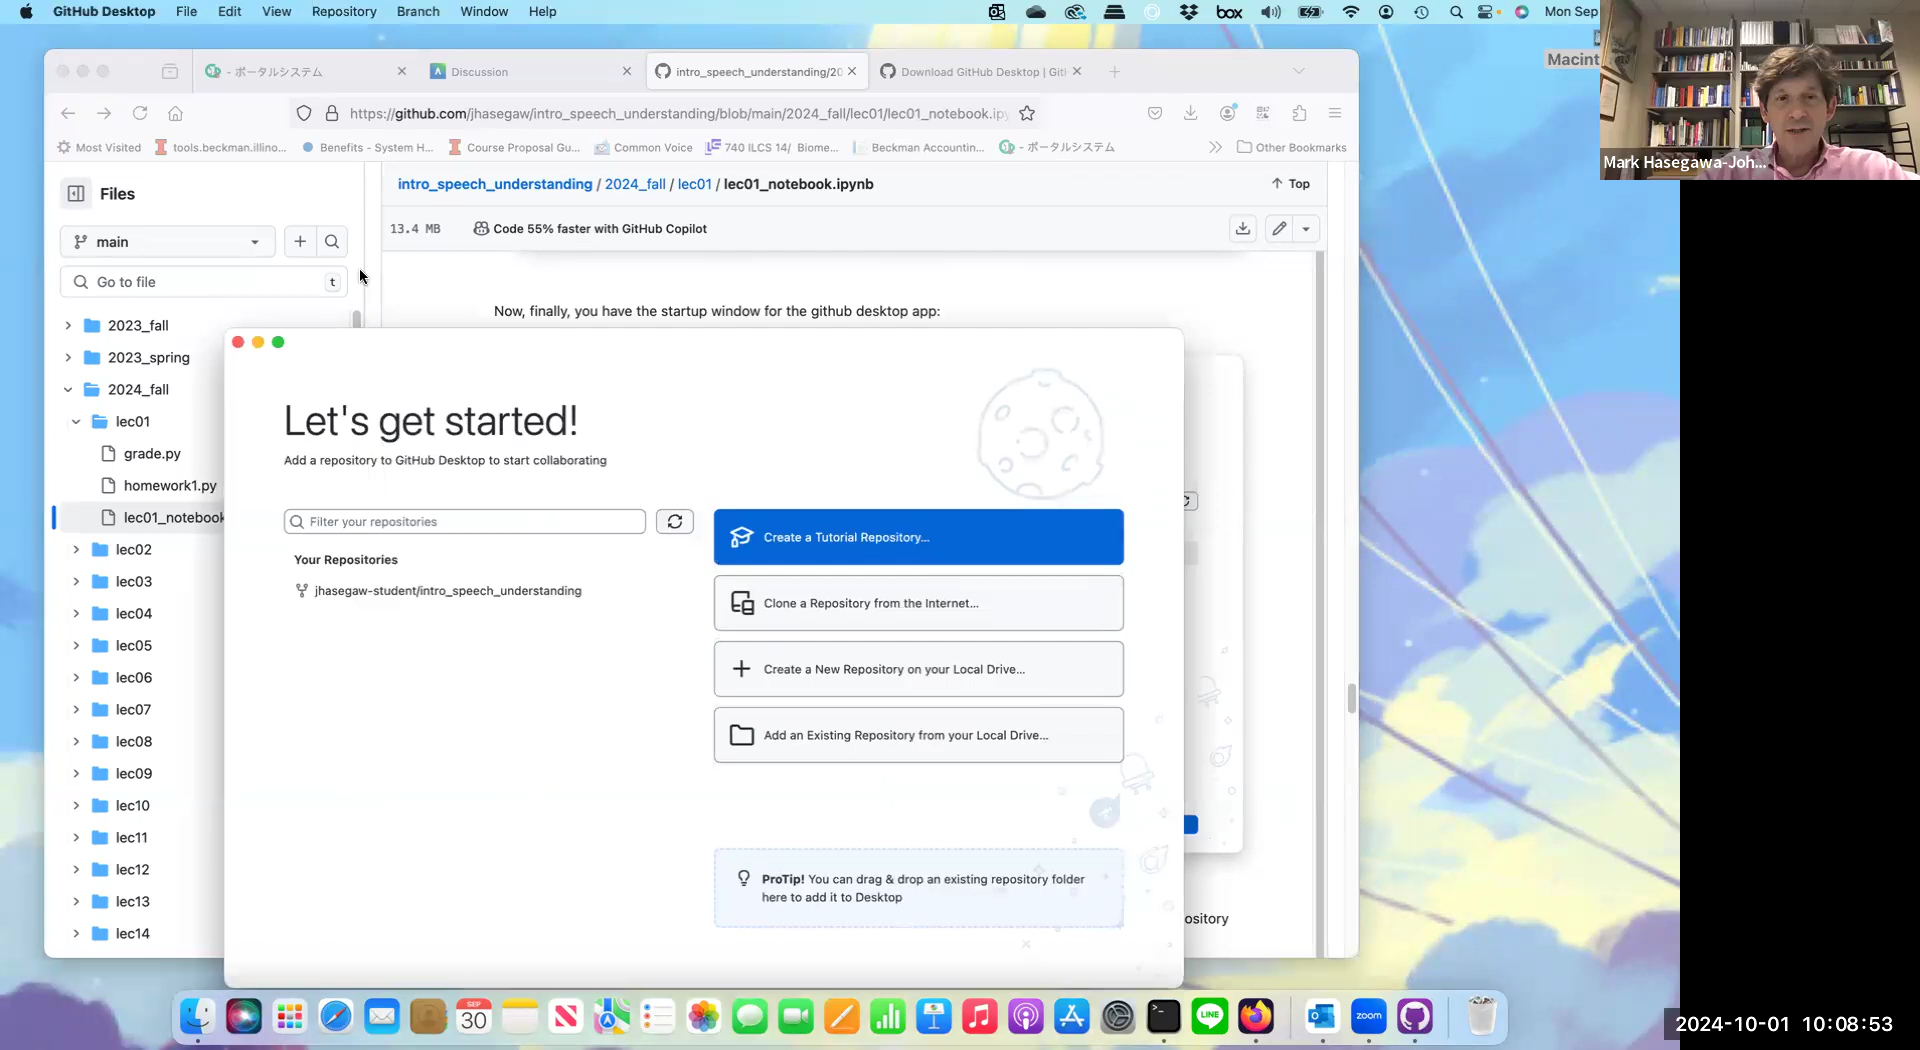 GitHub Desktop File Edit View Repository Branch Window Help
box
Mon Sep
Macint
- ポータルシステム
Discussion
intro_speech_understanding/20
Download GitHub Desktop | Git
https://github.com/jhasegaw/intro_speech_understanding/blob/main/2024_fall/lec01/lec01_notebook.ipy
Most Visited
tools.beckman.illino...
Benefits - System H...
Course Proposal Gu...
Common Voice
740 ILCS 14/ Biome...
Beckman Accountin...
- ポータルシステム
Other Bookmarks
Mark Hasegawa-Joh...
Files
intro_speech_understanding / 2024_fall / lec01 / lec01_notebook.ipynb
Top
main
13.4 MB
Code 55% faster with GitHub Copilot
Go to file
t
Now, finally, you have the startup window for the github desktop app:
2023_fall
2023_spring
2024_fall
lec01
grade.py
homework1.py
lec01_notebook
lec02
lec03
lec04
lec05
lec06
lec07
lec08
lec09
lec10
lec11
lec12
lec13
lec14
Let's get started!
Add a repository to GitHub Desktop to start collaborating
Filter your repositories
Your Repositories
jhasegaw-student/intro_speech_understanding
Create a Tutorial Repository...
Clone a Repository from the Internet...
Create a New Repository on your Local Drive...
Add an Existing Repository from your Local Drive...
ProTip! You can drag & drop an existing repository folder
here to add it to Desktop
ository
SEP
30
zoom
LINE
2024-10-01 10:08:53